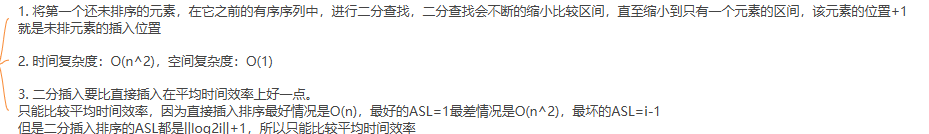 1. 将第一个还未排序的元素，在它之前的有序序列中，进行二分查找，二分查找会不断的缩小比较区间，直至缩小到只有一个元素的区间，该元素的位置+1
就是未排元素的插入位置
2. 时间复杂度：O(n^2)，空间复杂度：O(1)
3. 二分插入要比直接插入在平均时间效率上好一点。
只能比较平均时间效率，因为直接插入排序最好情况是O(n)，最好的ASL=1最差情况是O(n^2)，最坏的ASL=i-1
但是二分插入排序的ASL都是||log2i||+1，所以只能比较平均时间效率